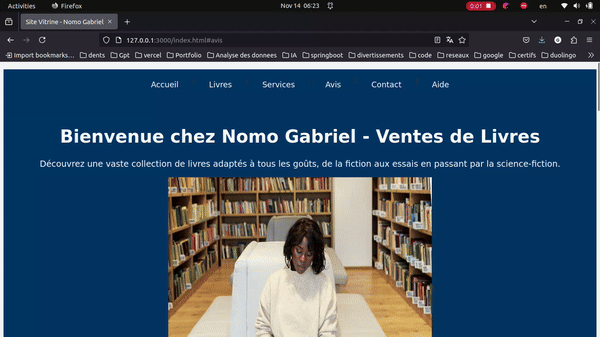 Activities Firefox Nov 14 06:23 0:01 en
Site Vitrine - Nomo Gabriel
127.0.0.1:3000/index.html#avis
Import bookmarks... dents Gpt vercel Portfolio Analyse des donnees IA springboot divertissements code reseaux google certifs duolingo
Accueil Livres Services Avis Contact Aide
Bienvenue chez Nomo Gabriel - Ventes de Livres
Découvrez une vaste collection de livres adaptés à tous les goûts, de la fiction aux essais en passant par la science-fiction.